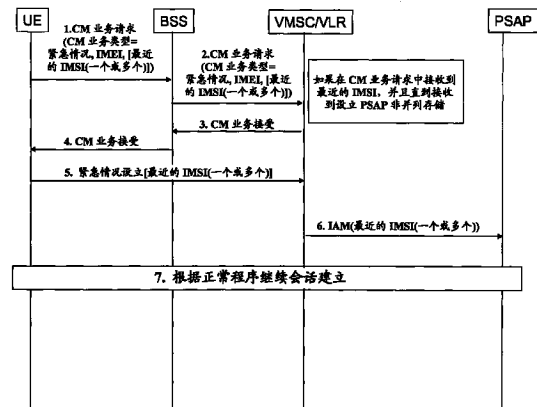 UE
BSS
VMSC/VLR
PSAP
1.CM 业务请求
(CM 业务类型=
紧急情况, IMEI, [最近
的 IMSI(一个或多个)])
2.CM 业务请求
(CM 业务类型=
紧急情况, IMEI, [最近
的 IMSI(一个或多个)])
如果在 CM 业务请求中接收到
最近的 IMSI，并且直到接收
到设立 PSAP 非并列存储
3. CM 业务接受
4. CM 业务接受
5. 紧急情况设立[最近的 IMSI(一个或多个)]
6. IAM(最近的 IMSI(一个或多个))
7. 根据正常程序继续会话建立